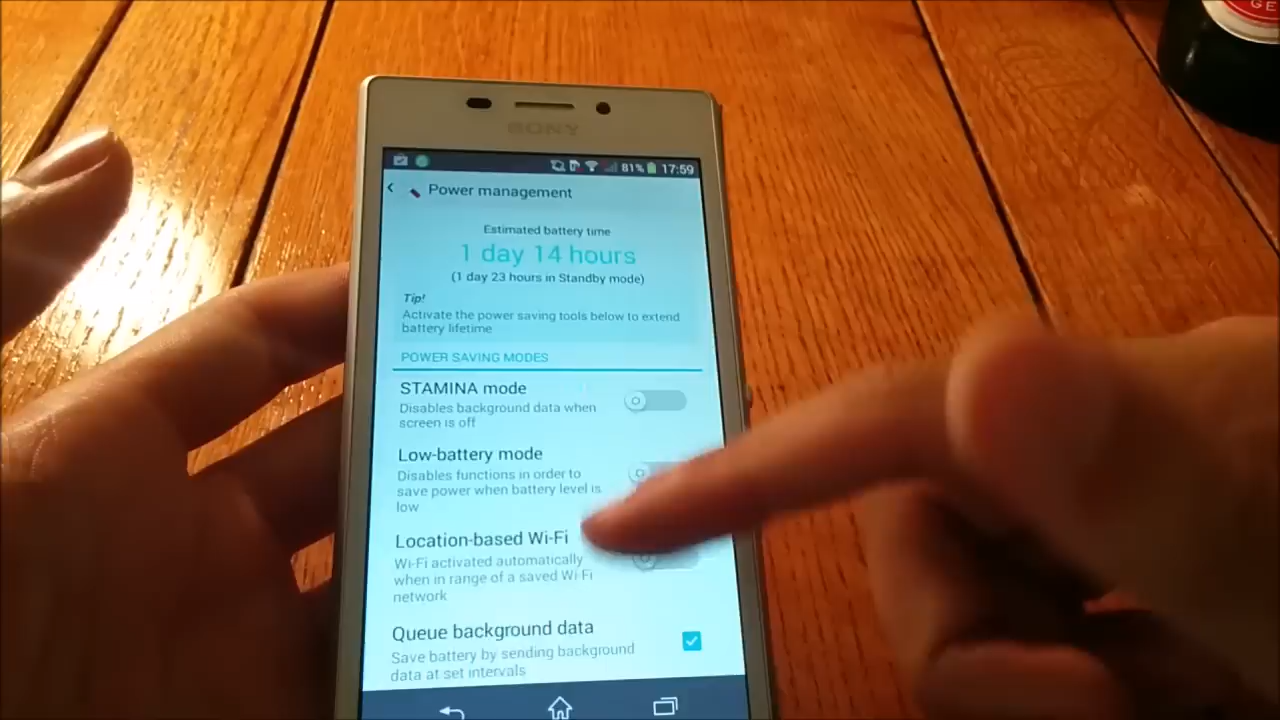 GE
SONY
81% 17:59
Power management
Estimated battery time
1 day 14 hours
(1 day 23 hours in Standby mode)
Tip!
Activate the power saving tools below to extend
battery lifetime
POWER SAVING MODES
STAMINA mode
Disables background data when
screen is off
Low-battery mode
Disables functions in order to
save power when battery level is
low
Location-based Wi-Fi
Wi-Fi activated automatically
when in range of a saved Wi-Fi
network
Queue background data
Save battery by sending background
data at set intervals